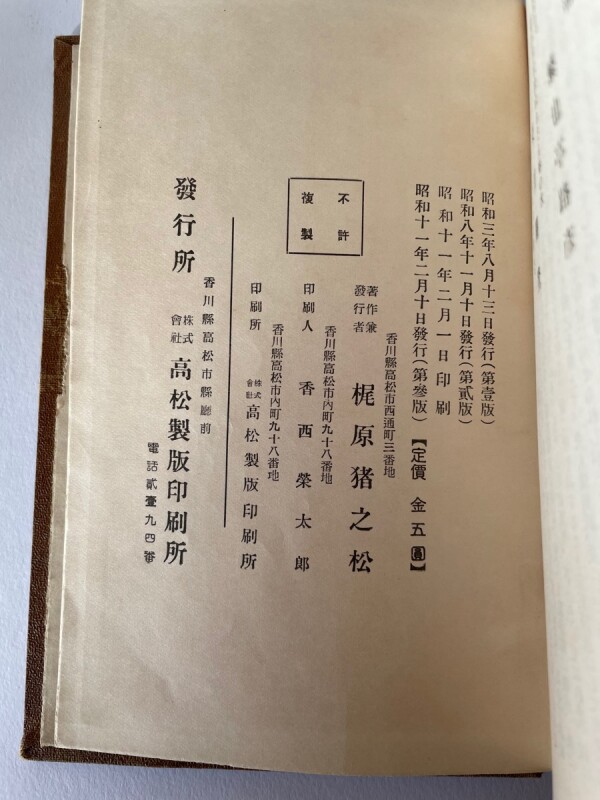 昭和三年八月十三日發行(第壹版)
昭和八年十一月十日發行(第貳版)
昭和十一年二月一日印刷
昭和十一年二月十日發行(第叄版)
【定價 金五圓】
不許
複製
香川縣高松市西通町三番地
著作兼
發行者
梶原猪之松
香川縣高松市內町九十八番地
印刷人 香西榮太郎
香川縣高松市內町九十八番地
印刷所 株式會社 高松製版印刷所
香川縣高松市縣廳前
發行所 株式會社 高松製版印刷所
電話貳壹九四番